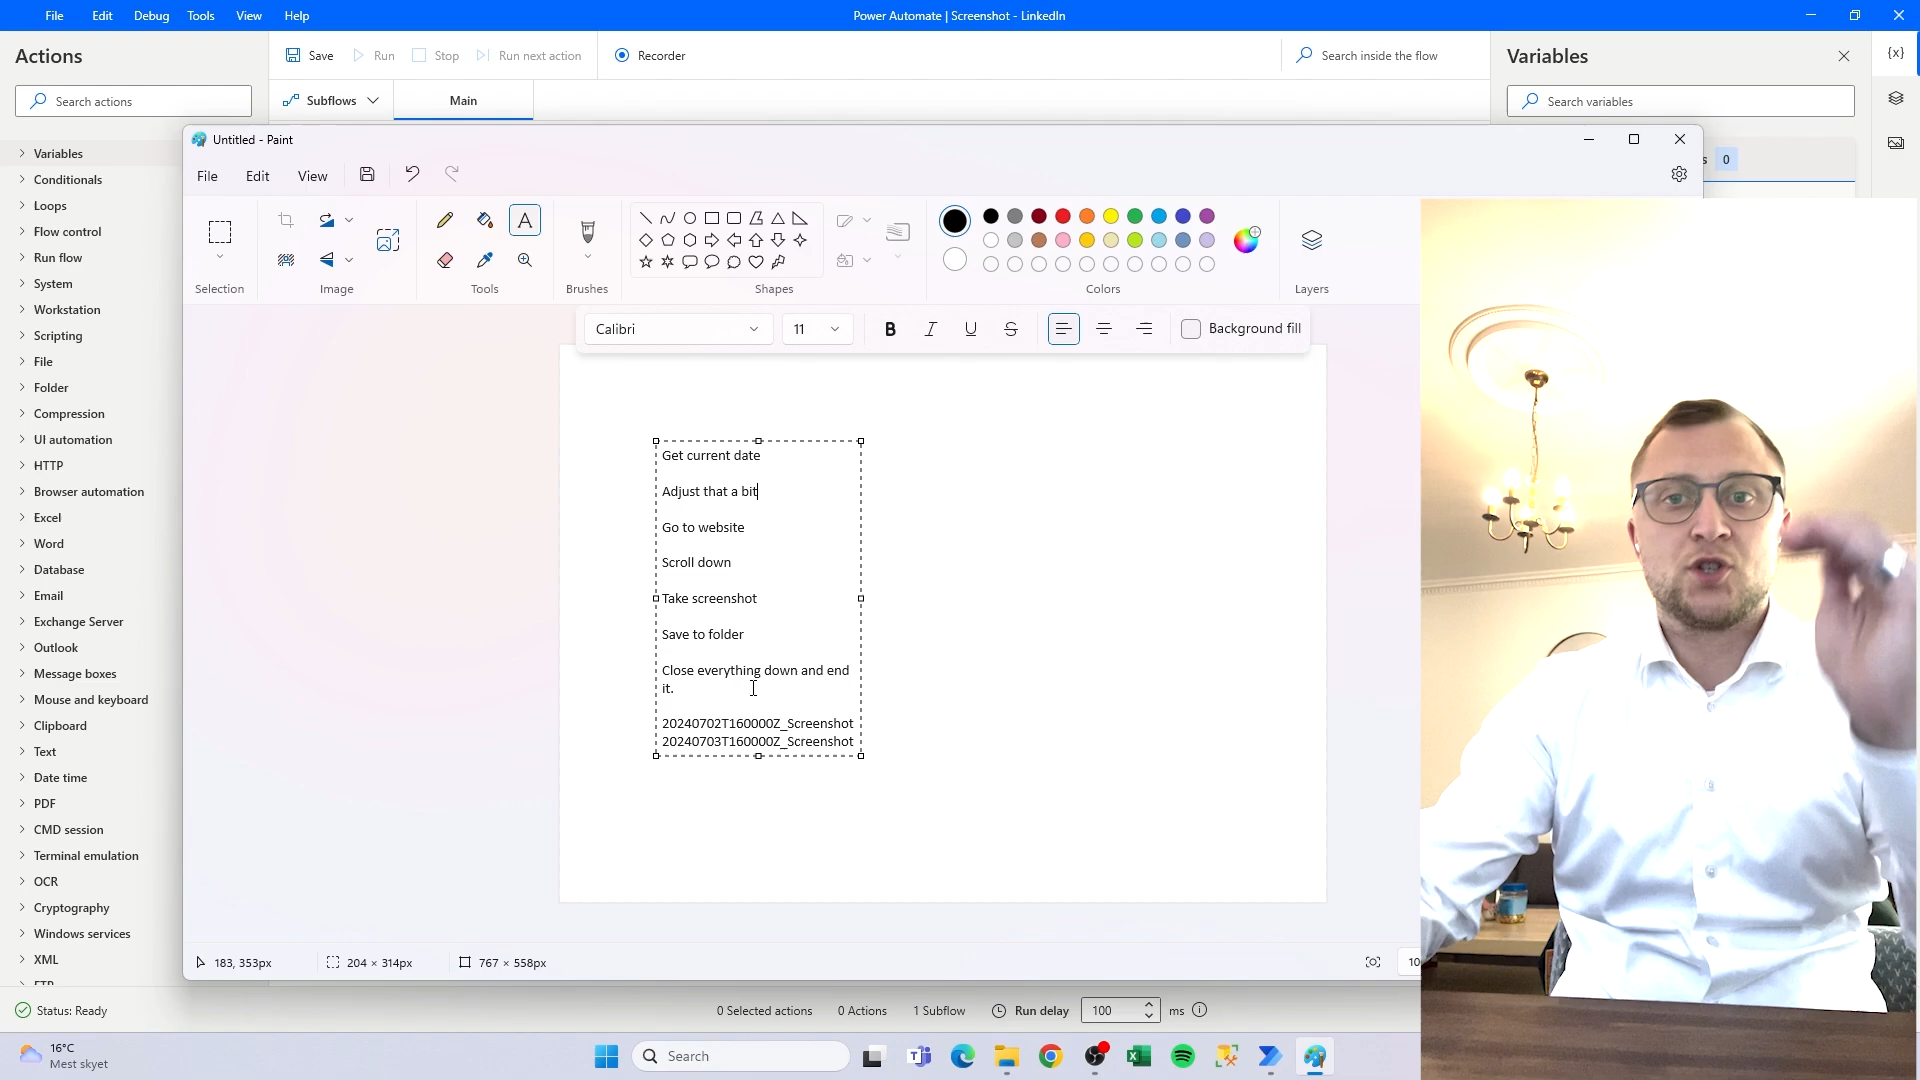 File Edit Debug Tools View Help
Power Automate | Screenshot - LinkedIn
Actions
Save Run Stop Run next action Recorder
Search inside the flow
Variables
{x}
Search actions
Subflows
Main
Search variables
Untitled - Paint
0
File Edit View
Selection
Image
Tools
Brushes
Shapes
Colors
Layers
Calibri
11
B I U S
Background fill
Variables
Conditionals
Loops
Flow control
Run flow
System
Workstation
Scripting
File
Folder
Compression
UI automation
HTTP
Browser automation
Excel
Word
Database
Email
Exchange Server
Outlook
Message boxes
Mouse and keyboard
Clipboard
Text
Date time
PDF
CMD session
Terminal emulation
OCR
Cryptography
Windows services
XML
Get current date
Adjust that a bit
Go to website
Scroll down
Take screenshot
Save to folder
Close everything down and end
it.
20240702T160000Z_Screenshot
20240703T160000Z_Screenshot
183, 353px
204 × 314px
767 × 558px
Status: Ready
0 Selected actions
0 Actions
1 Subflow
Run delay
100
ms
16°C
Mest skyet
Search